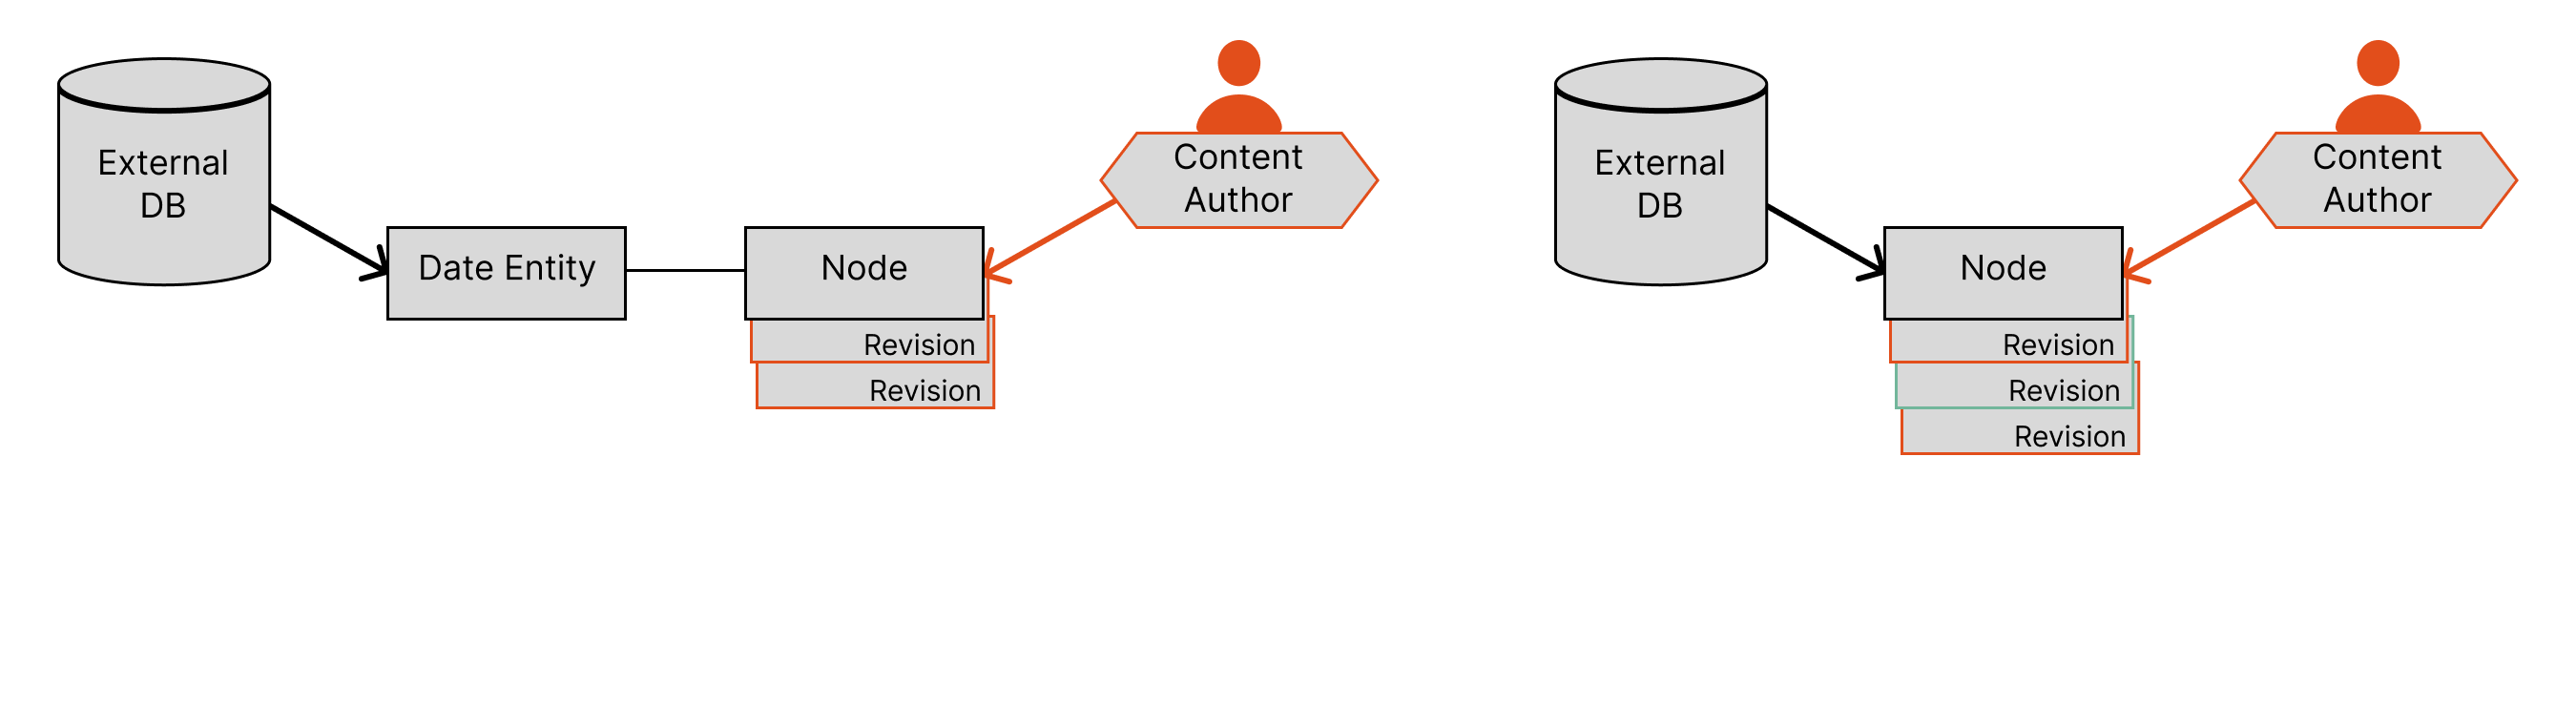 External
DB
Date Entity
Node
Revision
Revision
Content
Author
External
DB
Node
Revision
Revision
Revision
Content
Author